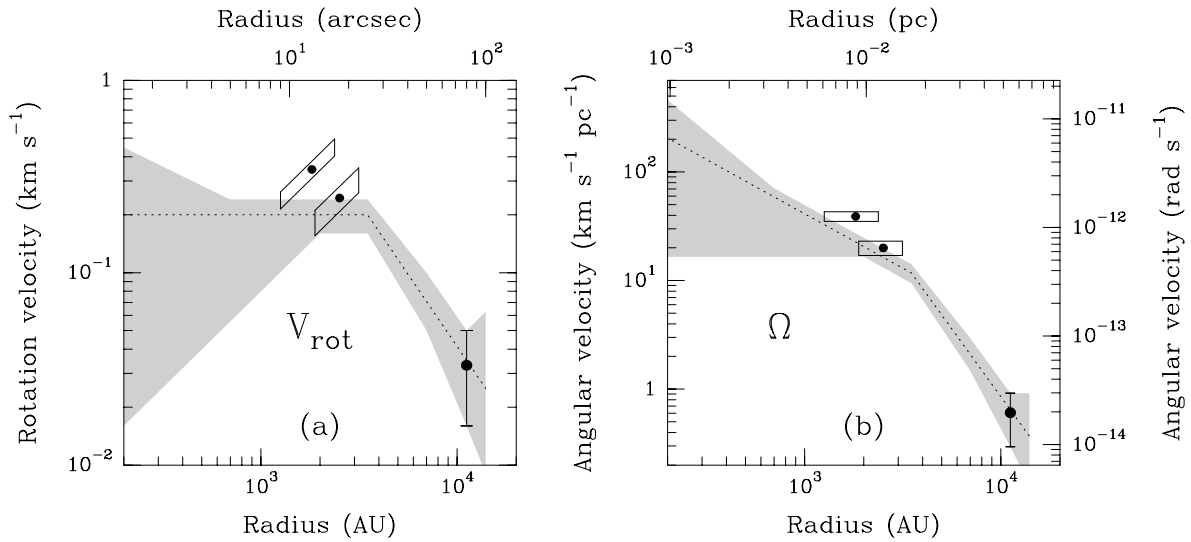 Radius (arcsec)
10^1 10^2
Rotation velocity (km s^−1)
1
10^−1
10^−2
V_rot
(a)
10^3 10^4
Radius (AU)
Radius (pc)
10^−3 10^−2
Angular velocity (km s^−1 pc^−1)
10^2
10^1
1
Ω
(b)
10^−11
10^−12
10^−13
10^−14
Angular velocity (rad s^−1)
10^3 10^4
Radius (AU)